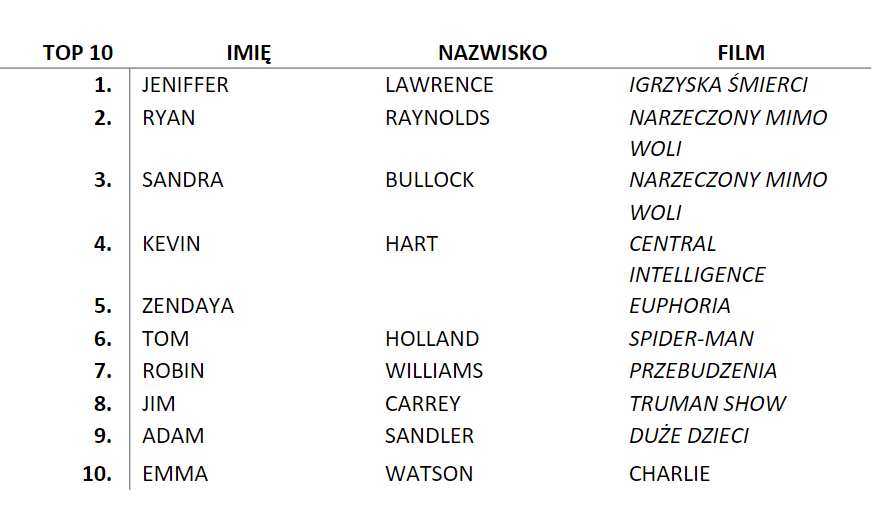 TOP 10 IMIĘ NAZWISKO FILM
1. JENIFFER LAWRENCE IGRZYSKA ŚMIERCI
2. RYAN RAYNOLDS NARZECZONY MIMO
WOLI
3. SANDRA BULLOCK NARZECZONY MIMO
WOLI
4. KEVIN HART CENTRAL
INTELLIGENCE
5. ZENDAYA EUPHORIA
6. TOM HOLLAND SPIDER-MAN
7. ROBIN WILLIAMS PRZEBUDZENIA
8. JIM CARREY TRUMAN SHOW
9. ADAM SANDLER DUŻE DZIECI
10. EMMA WATSON CHARLIE